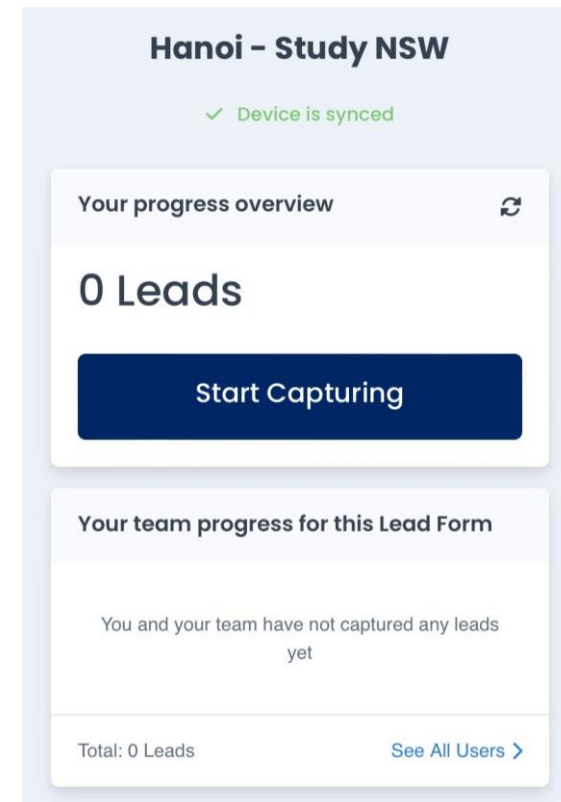 Hanoi - Study NSW
Device is synced
Your progress overview
0 Leads
Start Capturing
Your team progress for this Lead Form
You and your team have not captured any leads
yet
Total: 0 Leads
See All Users